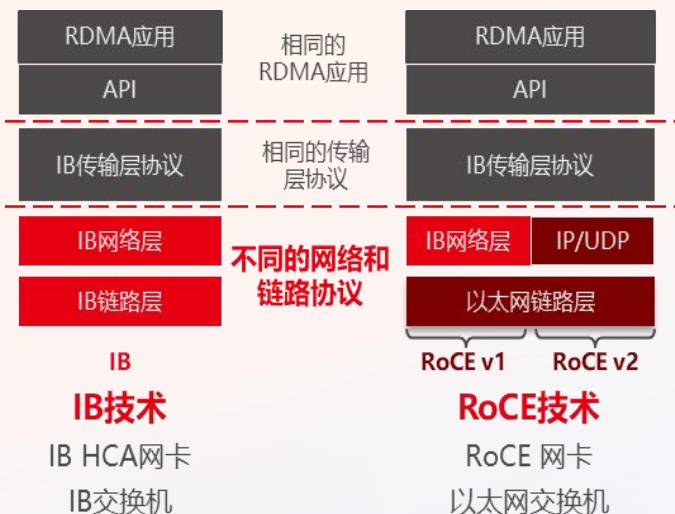 RDMA应用
相同的
RDMA应用
RDMA应用
API
API
IB传输层协议
相同的传输
层协议
IB传输层协议
IB网络层
不同的网络和
链路协议
IB网络层
IP/UDP
IB链路层
以太网链路层
IB
RoCE v1
RoCE v2
IB技术
RoCE技术
IB HCA网卡
RoCE 网卡
IB交换机
以太网交换机